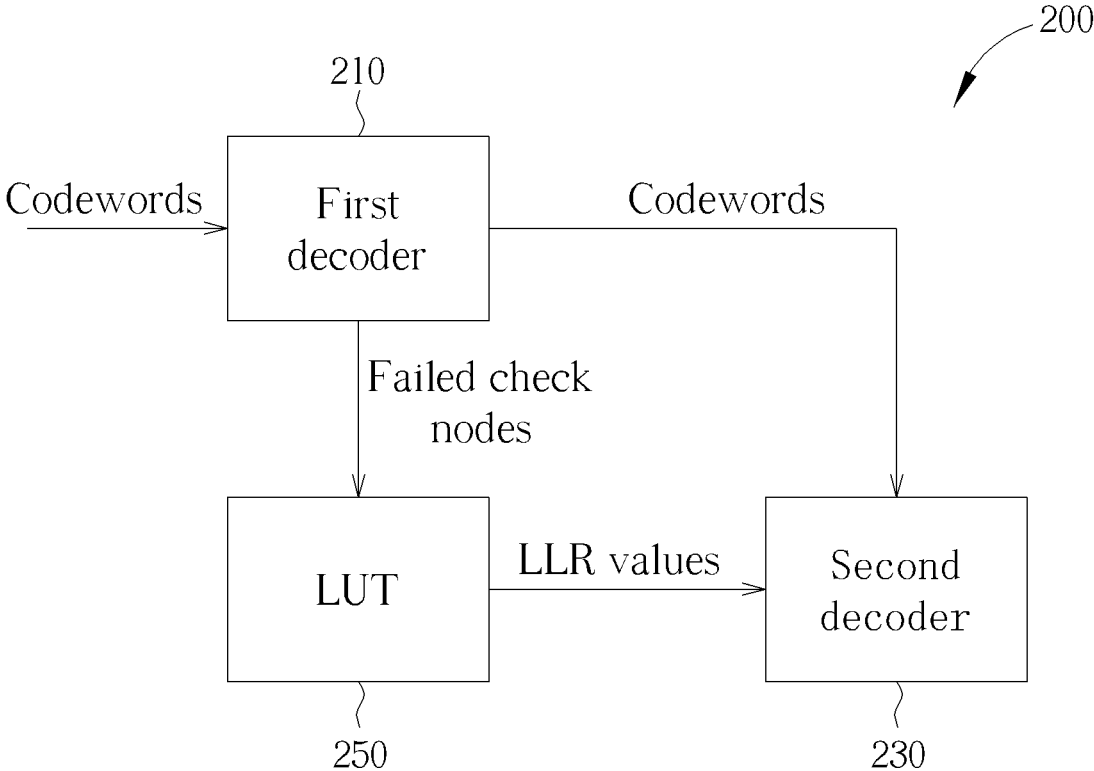 200
210
Codewords
First
decoder
Codewords
Failed check
nodes
LUT
LLR values
Second
decoder
250
230